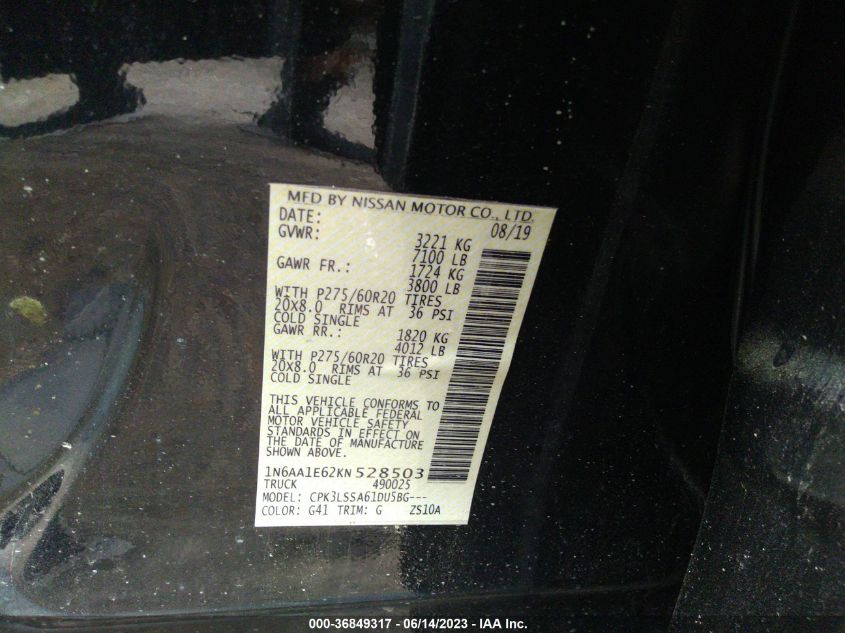 MFD BY NISSAN MOTOR CO., LTD.
DATE: 08/19
GVWR: 3221 KG
7100 LB
GAWR FR.: 1724 KG
3800 LB
WITH P275/60R20 TIRES
20X8.0 RIMS AT 36 PSI
COLD SINGLE
GAWR RR.: 1820 KG
4012 LB
WITH P275/60R20 TIRES
20X8.0 RIMS AT 36 PSI
COLD SINGLE
THIS VEHICLE CONFORMS TO
ALL APPLICABLE FEDERAL
MOTOR VEHICLE SAFETY
STANDARDS IN EFFECT ON
THE DATE OF MANUFACTURE
SHOWN ABOVE.
1N6AA1E62KN528503
TRUCK 490025
MODEL: CPK3LSSA61DU5BG---
COLOR: G41 TRIM: G ZS10A
000-36849317 - 06/14/2023 - IAA Inc.